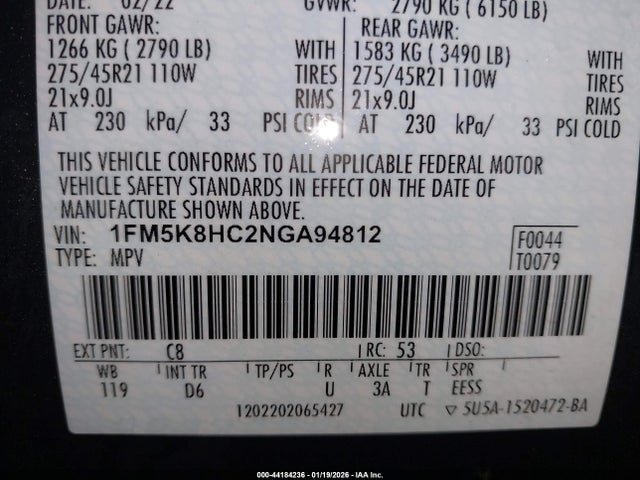 DATE: 02/22 GVWR: 2790 KG ( 6150 LB)
FRONT GAWR: REAR GAWR:
1266 KG ( 2790 LB) WITH 1583 KG ( 3490 LB) WITH
275/45R21 110W TIRES 275/45R21 110W TIRES
21x9.0J RIMS 21x9.0J RIMS
AT 230 kPa/ 33 PSI COLD AT 230 kPa/ 33 PSI COLD
THIS VEHICLE CONFORMS TO ALL APPLICABLE FEDERAL MOTOR
VEHICLE SAFETY STANDARDS IN EFFECT ON THE DATE OF
MANUFACTURE SHOWN ABOVE.
VIN: 1FM5K8HC2NGA94812 F0044
TYPE: MPV T0079
EXT PNT: C8 RC: 53 DSO:
WB INT TR TP/PS R AXLE TR SPR
119 D6 U 3A T EESS
1202202065427 UTC ▽ 5U5A-1520472-BA
000-44184236 - 01/19/2026 - IAA Inc.